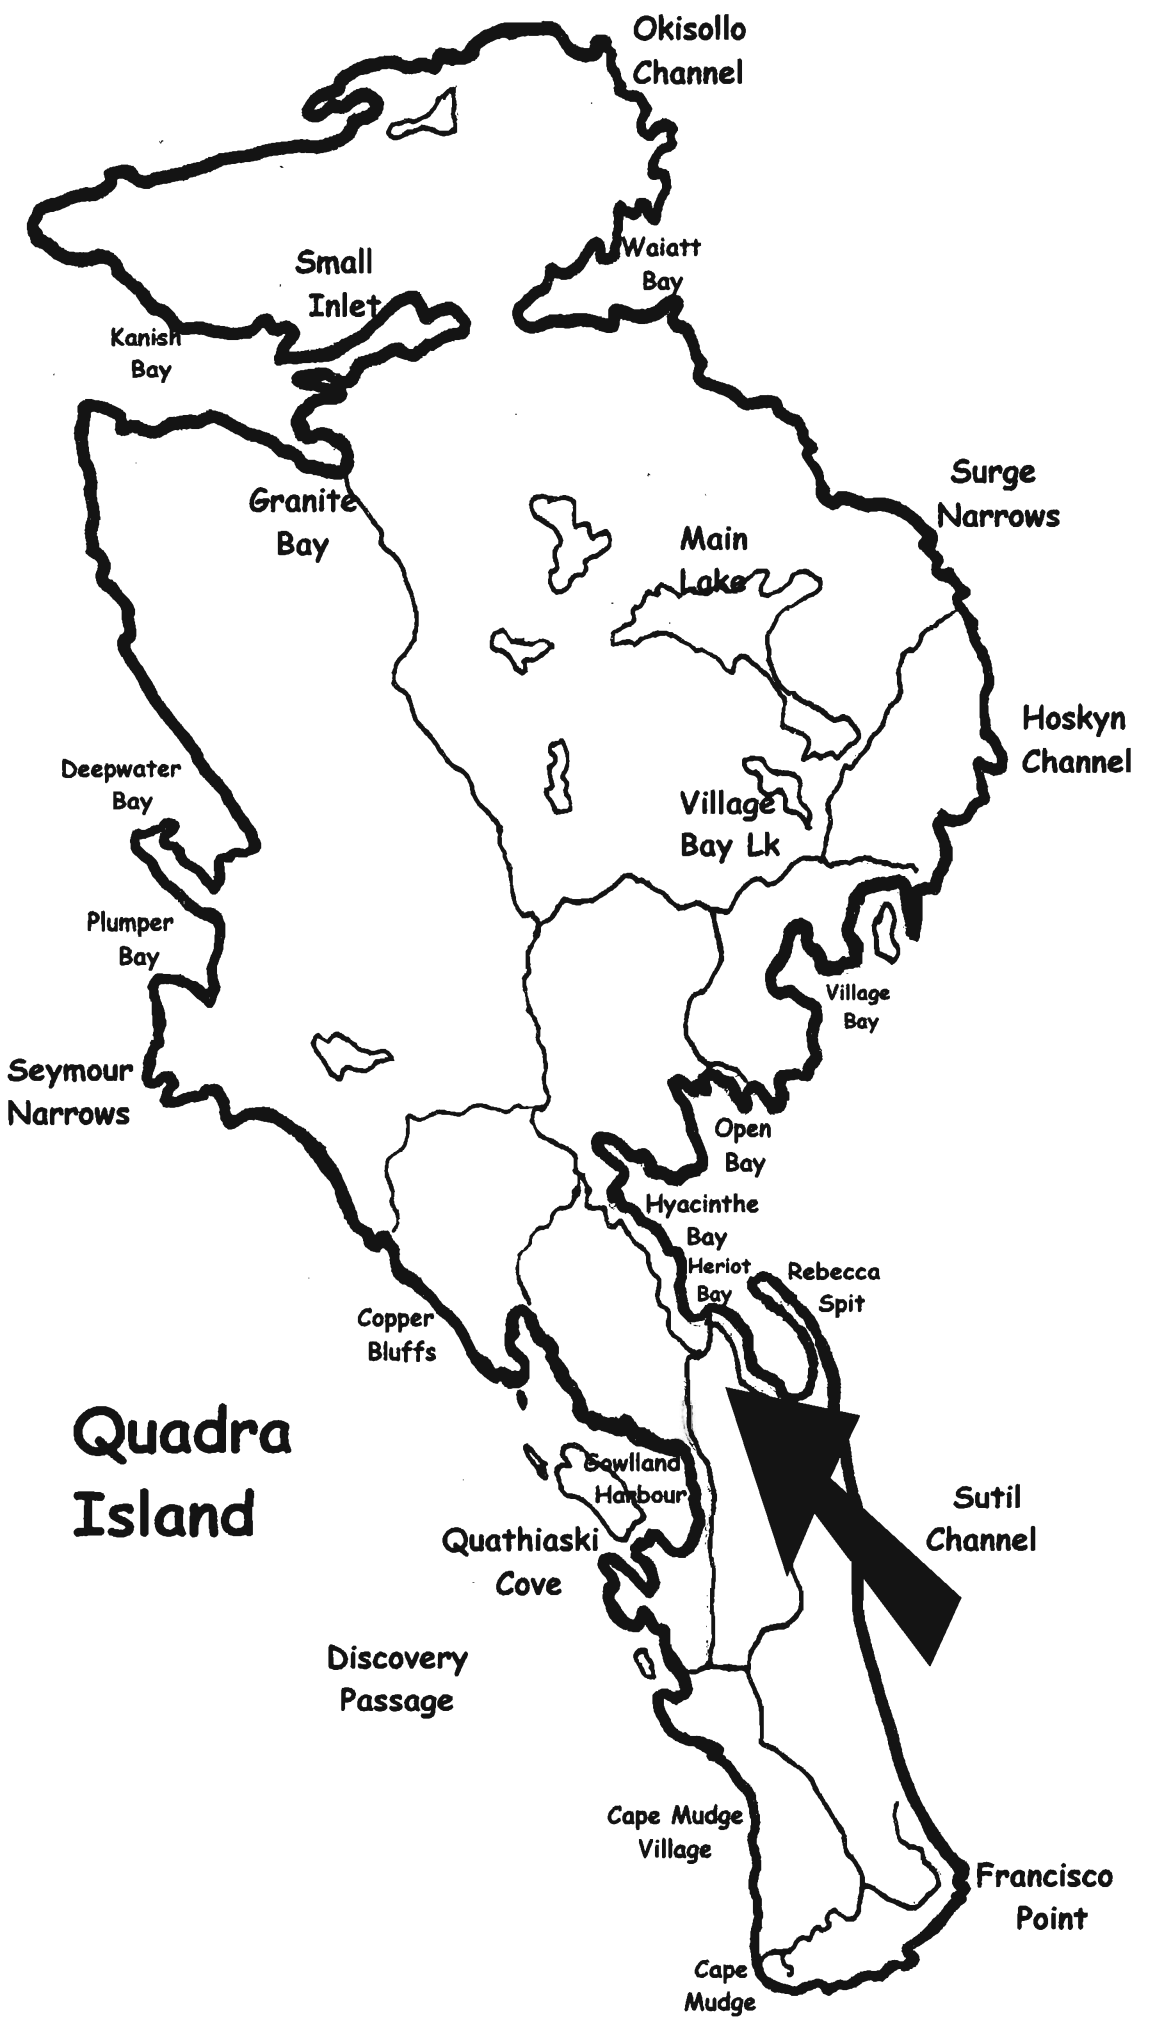 Okisollo
Channel
Waiatt
Bay
Small
Inlet
Kanish
Bay
Surge
Narrows
Granite
Bay
Main
Lake
Hoskyn
Channel
Deepwater
Bay
Village
Bay Lk
Plumper
Bay
Village
Bay
Seymour
Narrows
Open
Bay
Hyacinthe
Bay
Heriot
Bay
Rebecca
Spit
Copper
Bluffs
Quadra
Island
Gowlland
Harbour
Sutil
Channel
Quathiaski
Cove
Discovery
Passage
Cape Mudge
Village
Francisco
Point
Cape
Mudge